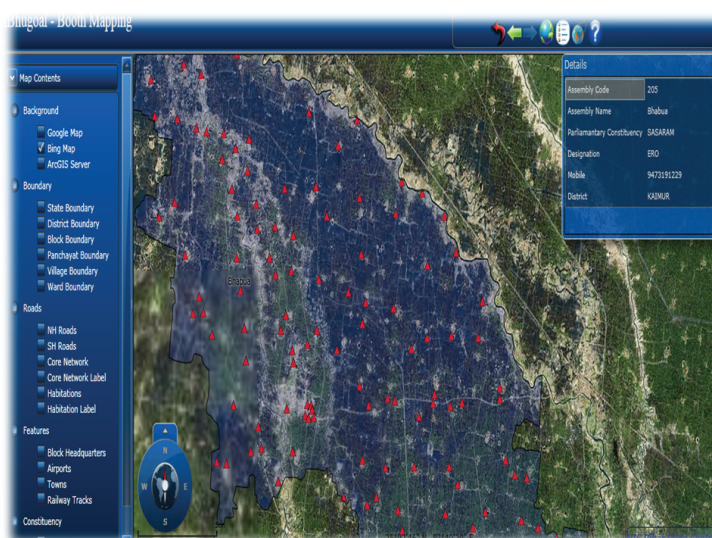 Bhugoal - Booth Mapping
?
Map Contents
Background
Google Map
Bing Map
ArcGIS Server
Boundary
State Boundary
District Boundary
Block Boundary
Panchayat Boundary
Village Boundary
Ward Boundary
Roads
NH Roads
SH Roads
Core Network
Core Network Label
Habitations
Habitation Label
Features
Block Headquarters
Airports
Towns
Railway Tracks
Constituency
Details
Assembly Code 205
Assembly Name Bhabua
Parliamantary Constituency SASARAM
Designation ERO
Mobile 9473191229
District KAIMUR
N
W E
S